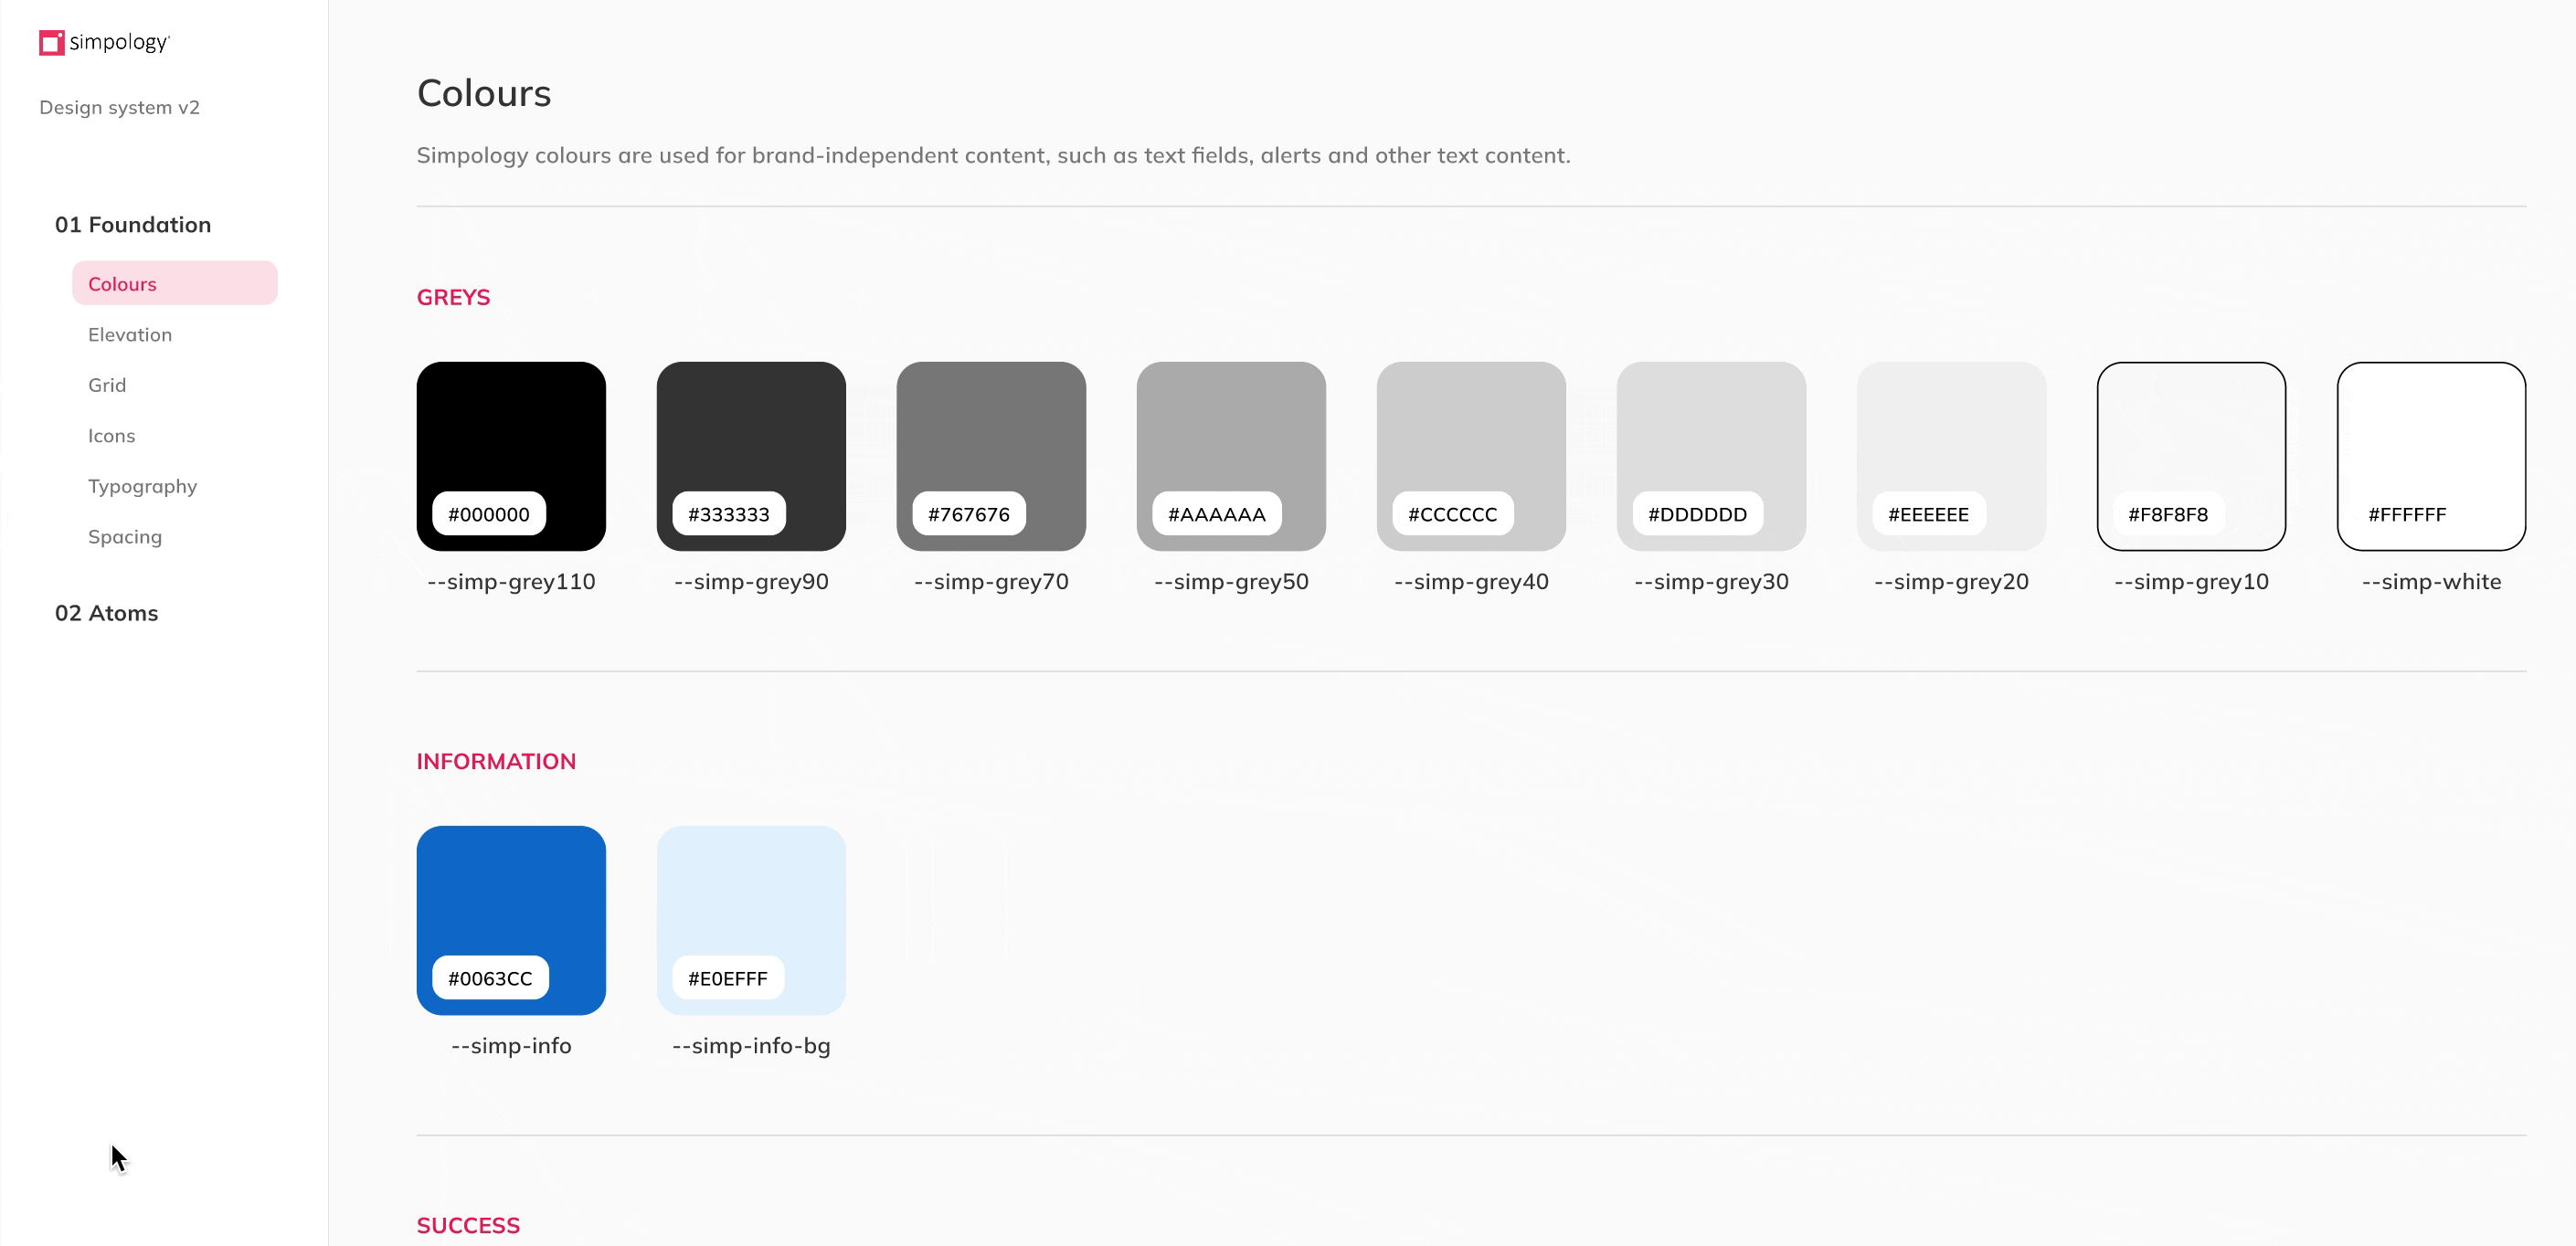 simpology
Design system v2
01 Foundation
Colours
Elevation
Grid
Icons
Typography
Spacing
02 Atoms
Colours
Simpology colours are used for brand-independent content, such as text fields, alerts and other text content.
GREYS
#000000 #333333 #767676 #AAAAAA #CCCCCC #DDDDDD #EEEEEE #F8F8F8 #FFFFFF
--simp-grey110 --simp-grey90 --simp-grey70 --simp-grey50 --simp-grey40 --simp-grey30 --simp-grey20 --simp-grey10 --simp-white
INFORMATION
#0063CC #E0EFFF
--simp-info --simp-info-bg
SUCCESS